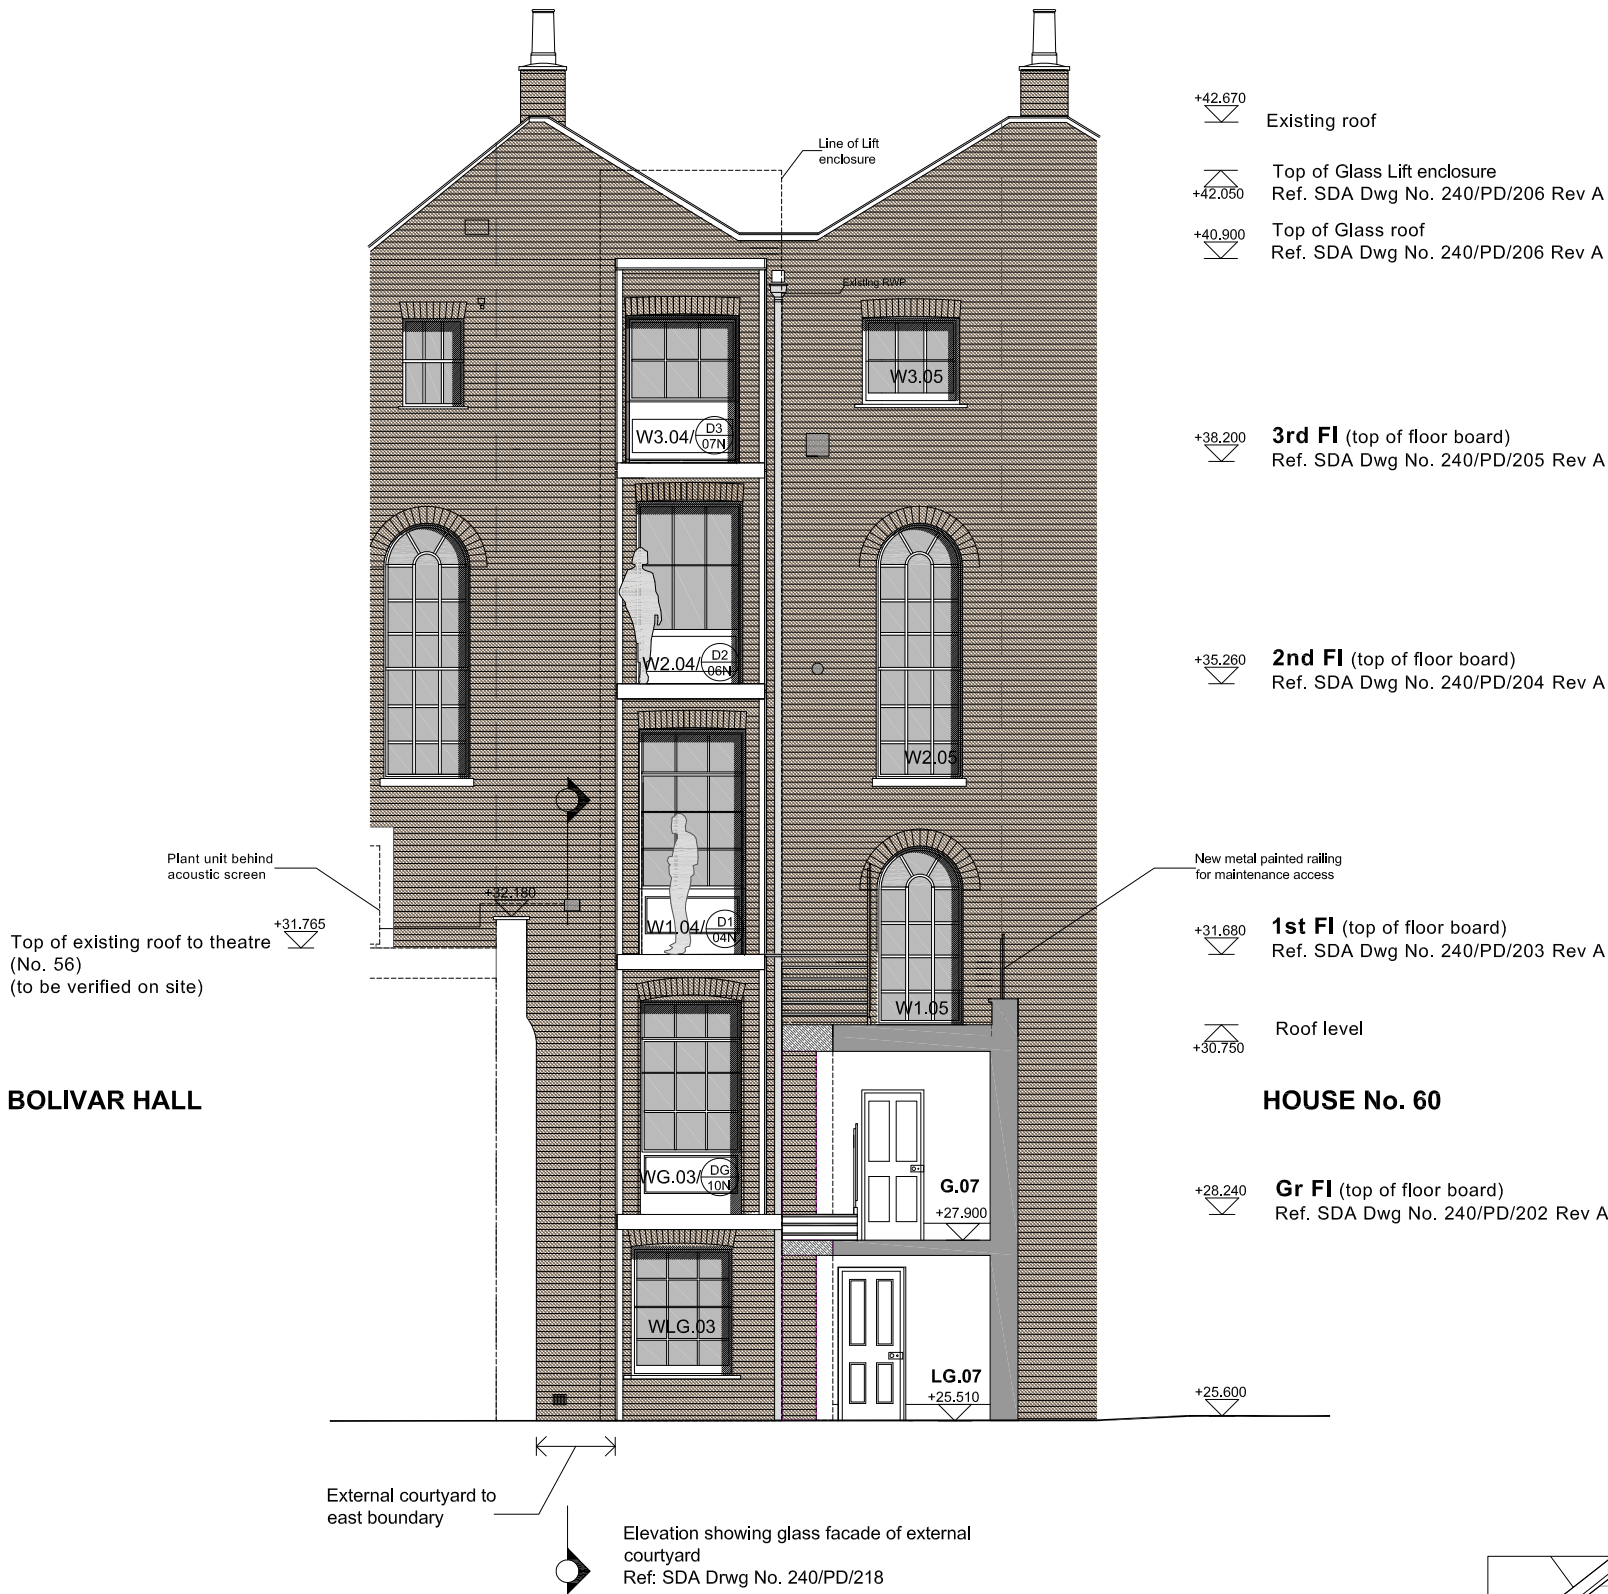 +42.670
Existing roof
Line of Lift
enclosure
Top of Glass Lift enclosure
+42.050
Ref. SDA Dwg No. 240/PD/206 Rev A
+40.900
Top of Glass roof
Ref. SDA Dwg No. 240/PD/206 Rev A
Existing RWP
W3.05
W3.04/
D3
07N
+38.200
3rd Fl (top of floor board)
Ref. SDA Dwg No. 240/PD/205 Rev A
W2.04/
D2
06N
+35.260
2nd Fl (top of floor board)
Ref. SDA Dwg No. 240/PD/204 Rev A
W2.05
Plant unit behind
acoustic screen
New metal painted railing
for maintenance access
+32.180
+31.765
Top of existing roof to theatre
(No. 56)
(to be verified on site)
W1.04/
D1
04N
+31.680
1st Fl (top of floor board)
Ref. SDA Dwg No. 240/PD/203 Rev A
W1.05
Roof level
+30.750
BOLIVAR HALL
HOUSE No. 60
WG.03/
DG
10N
G.07
+27.900
+28.240
Gr Fl (top of floor board)
Ref. SDA Dwg No. 240/PD/202 Rev A
WLG.03
LG.07
+25.510
+25.600
External courtyard to
east boundary
Elevation showing glass facade of external
courtyard
Ref: SDA Drwg No. 240/PD/218